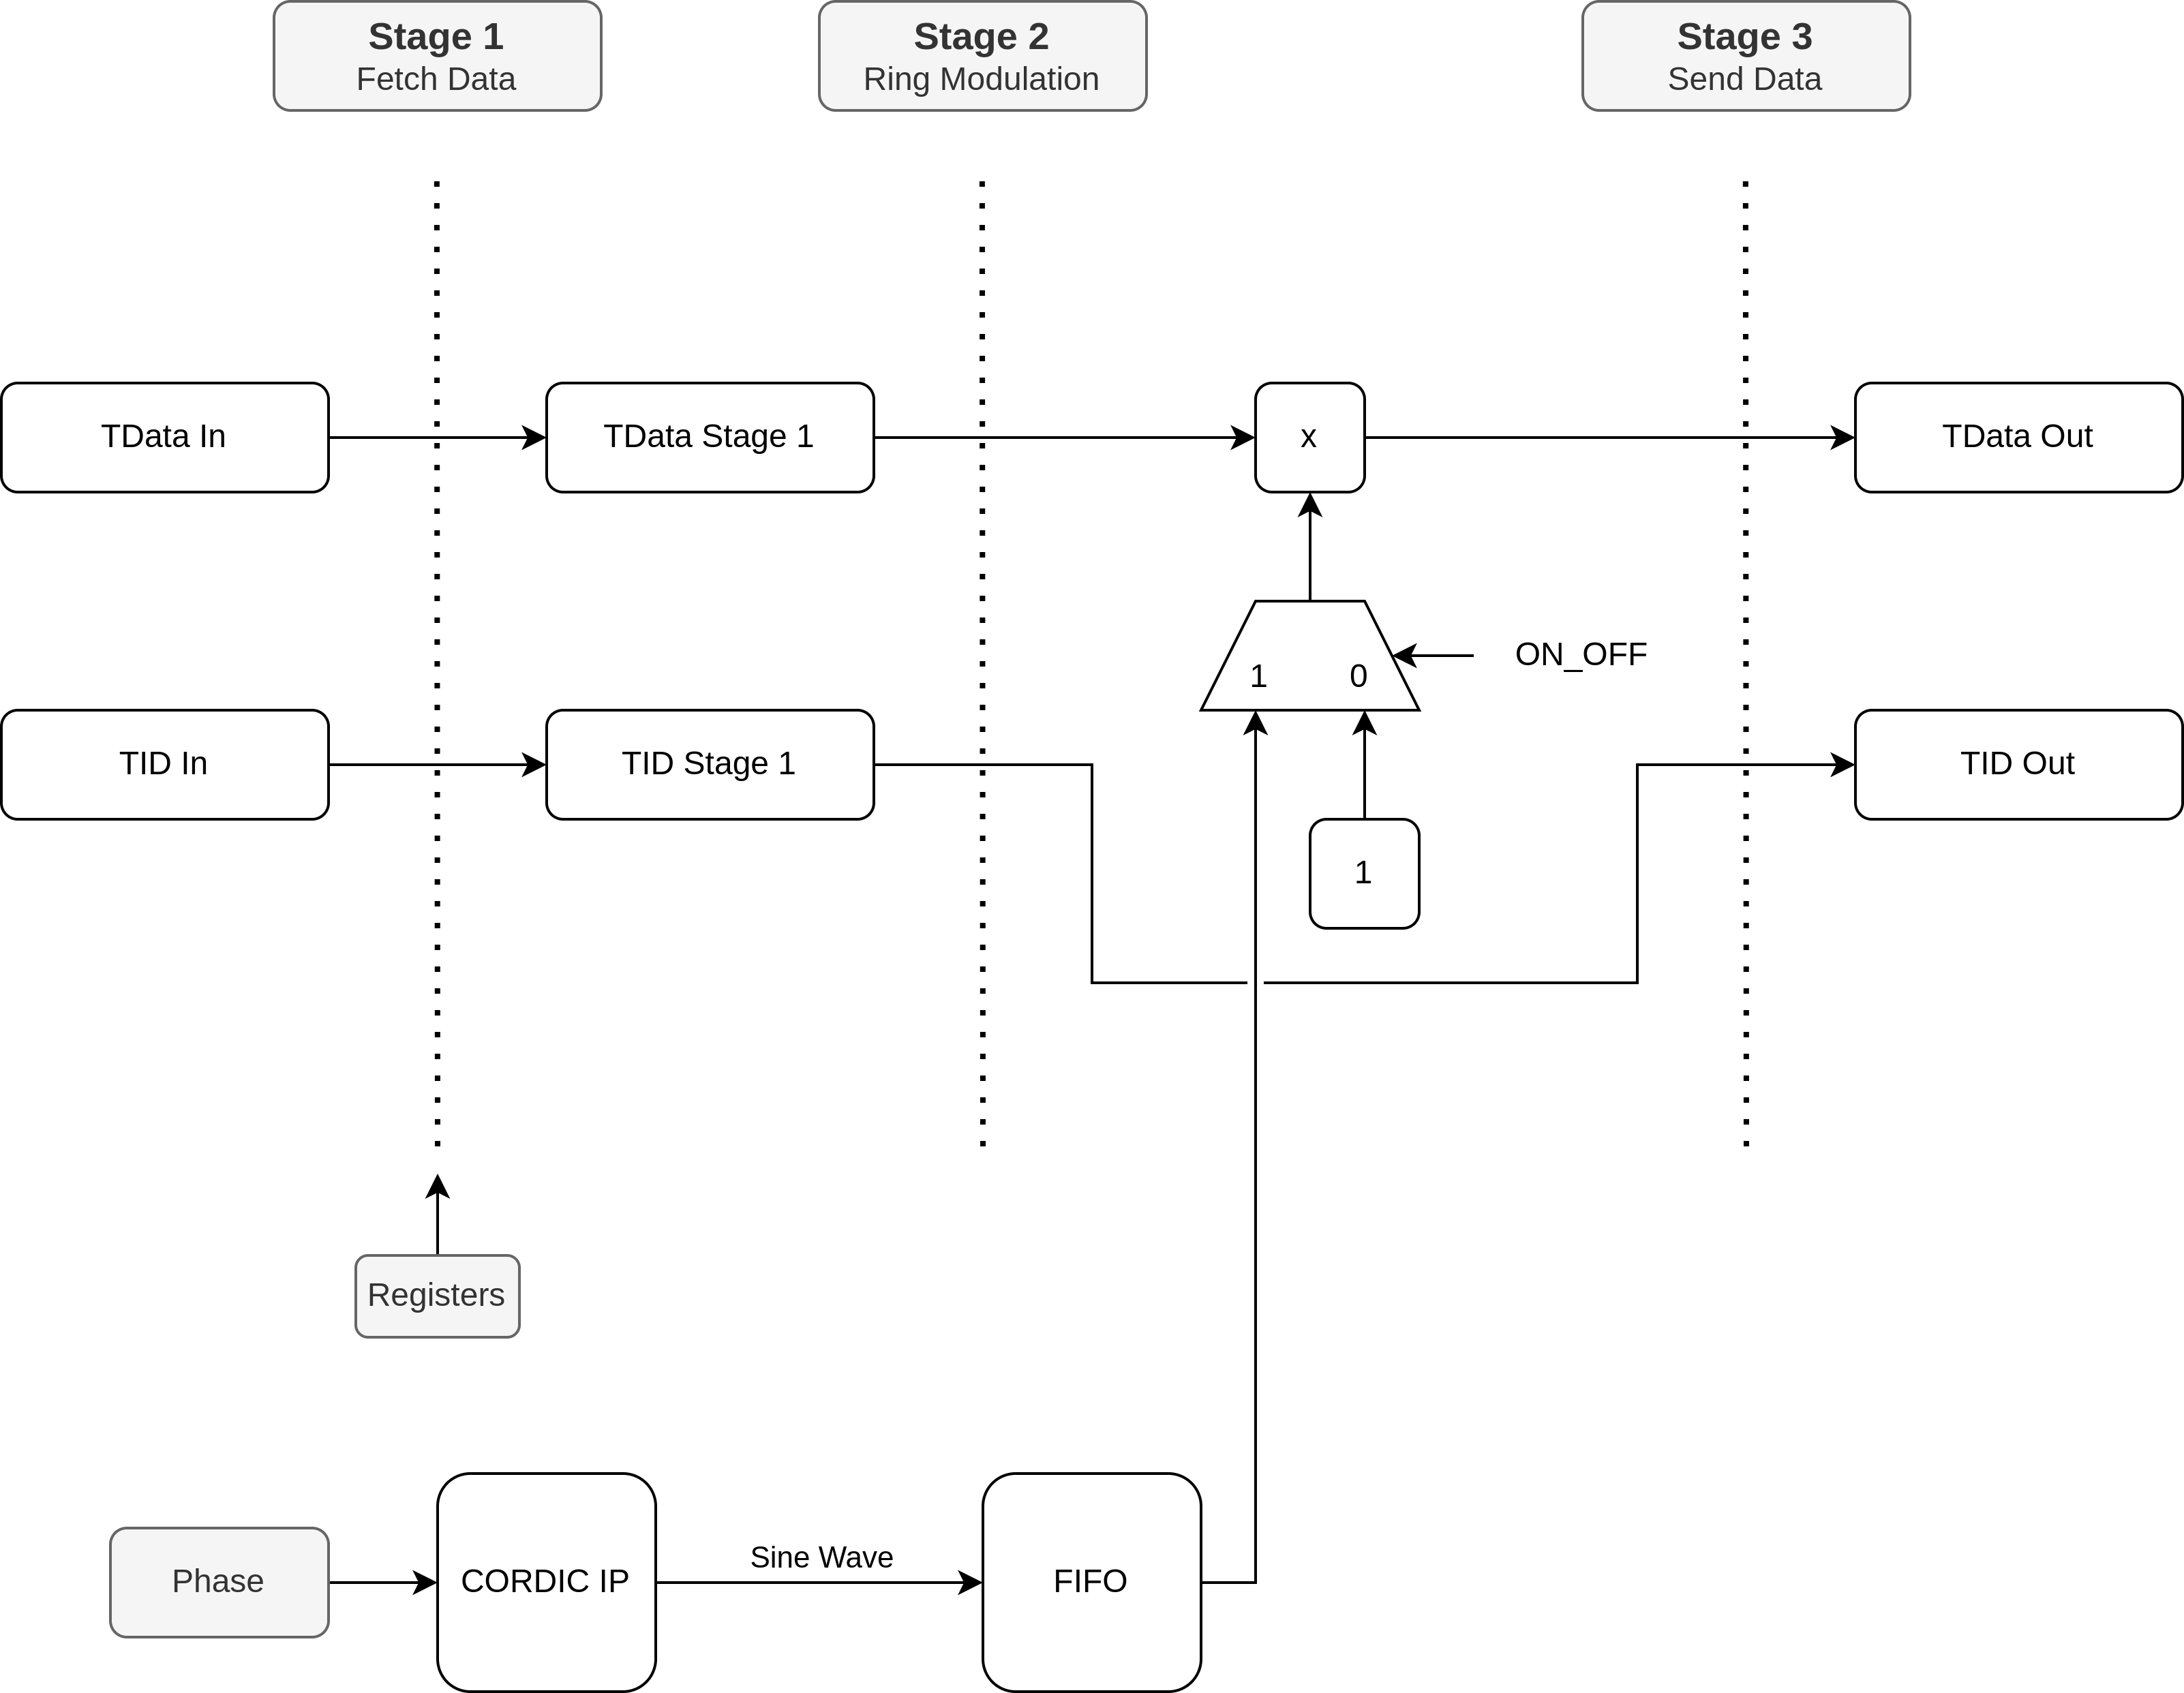 Stage 1
Fetch Data
Stage 2
Ring Modulation
Stage 3
Send Data
TData In
TData Stage 1
x
TData Out
1
0
ON_OFF
TID In
TID Stage 1
TID Out
1
Registers
Phase
CORDIC IP
Sine Wave
FIFO